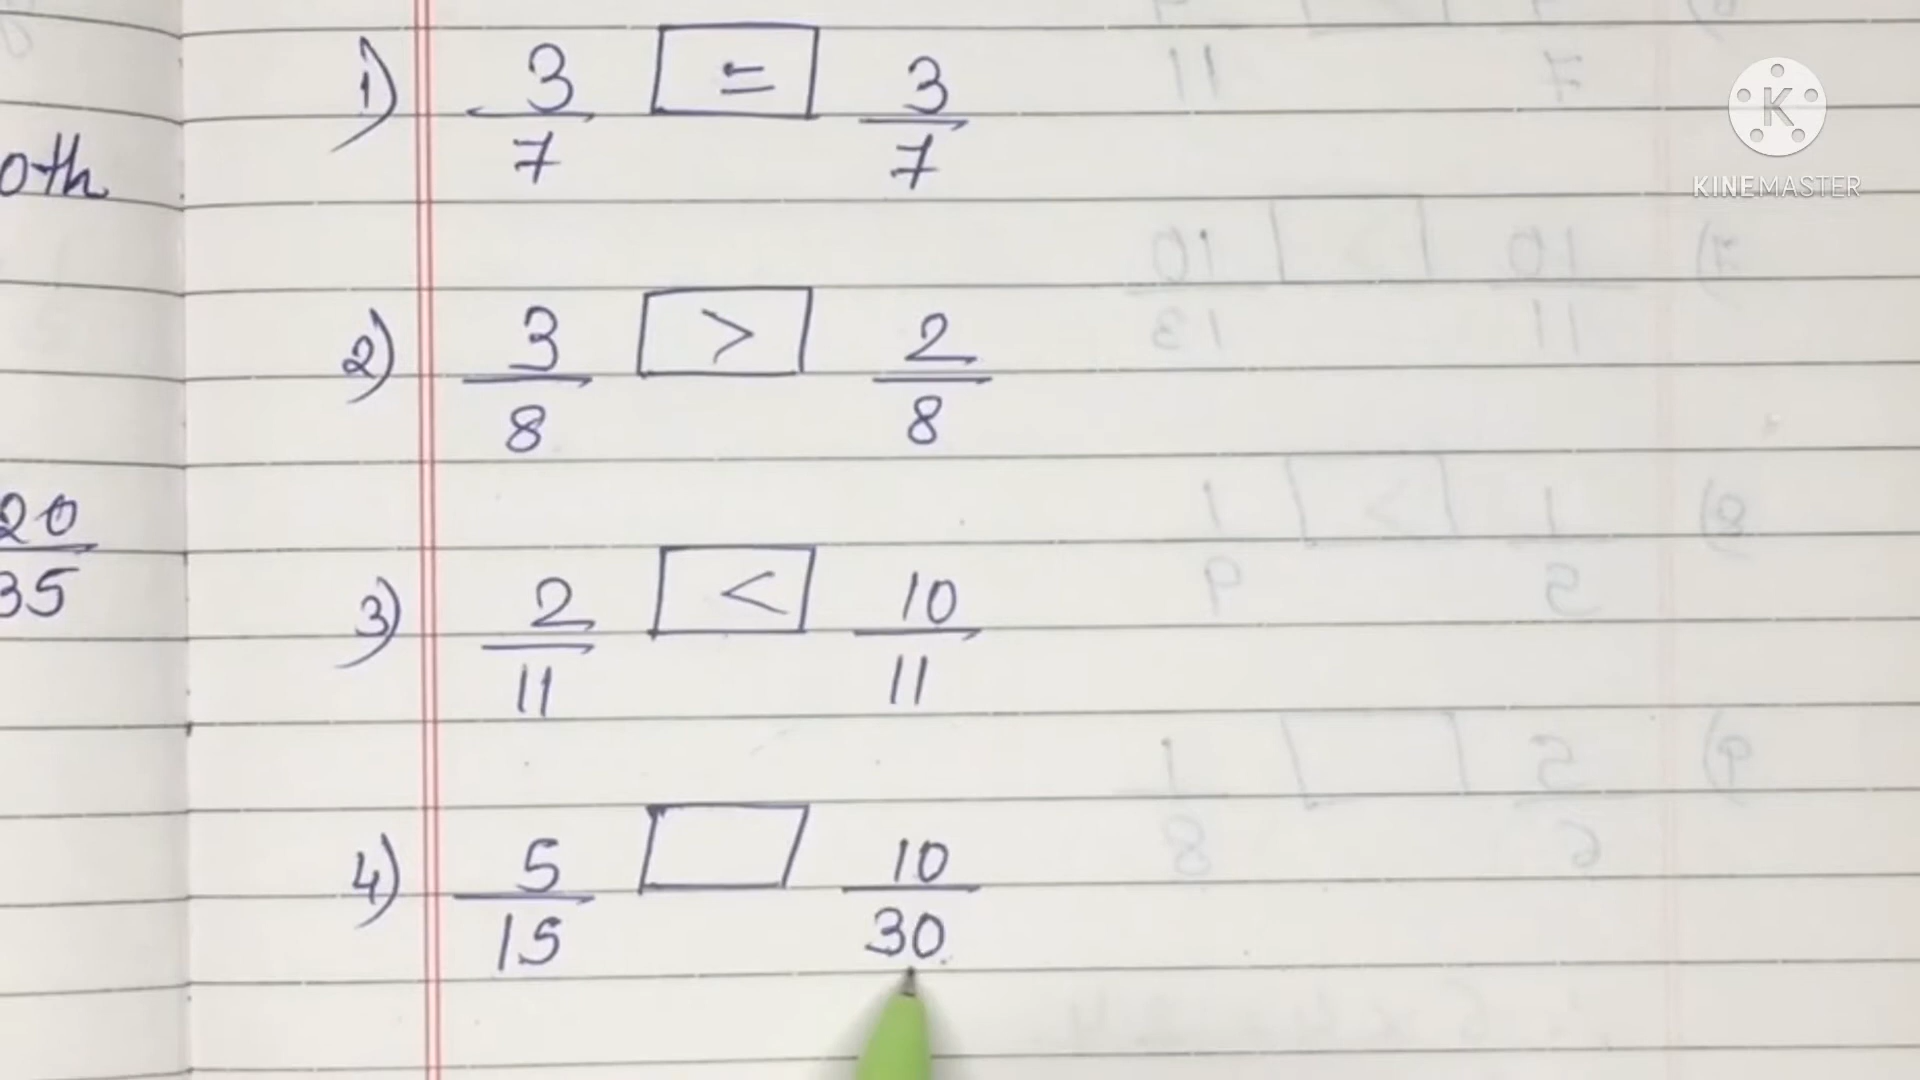 oth
20
35
1) 3/7 = 3/7
2) 3/8 > 2/8
3) 2/11 < 10/11
4) 5/15 □ 10/30
K
KINEMASTER